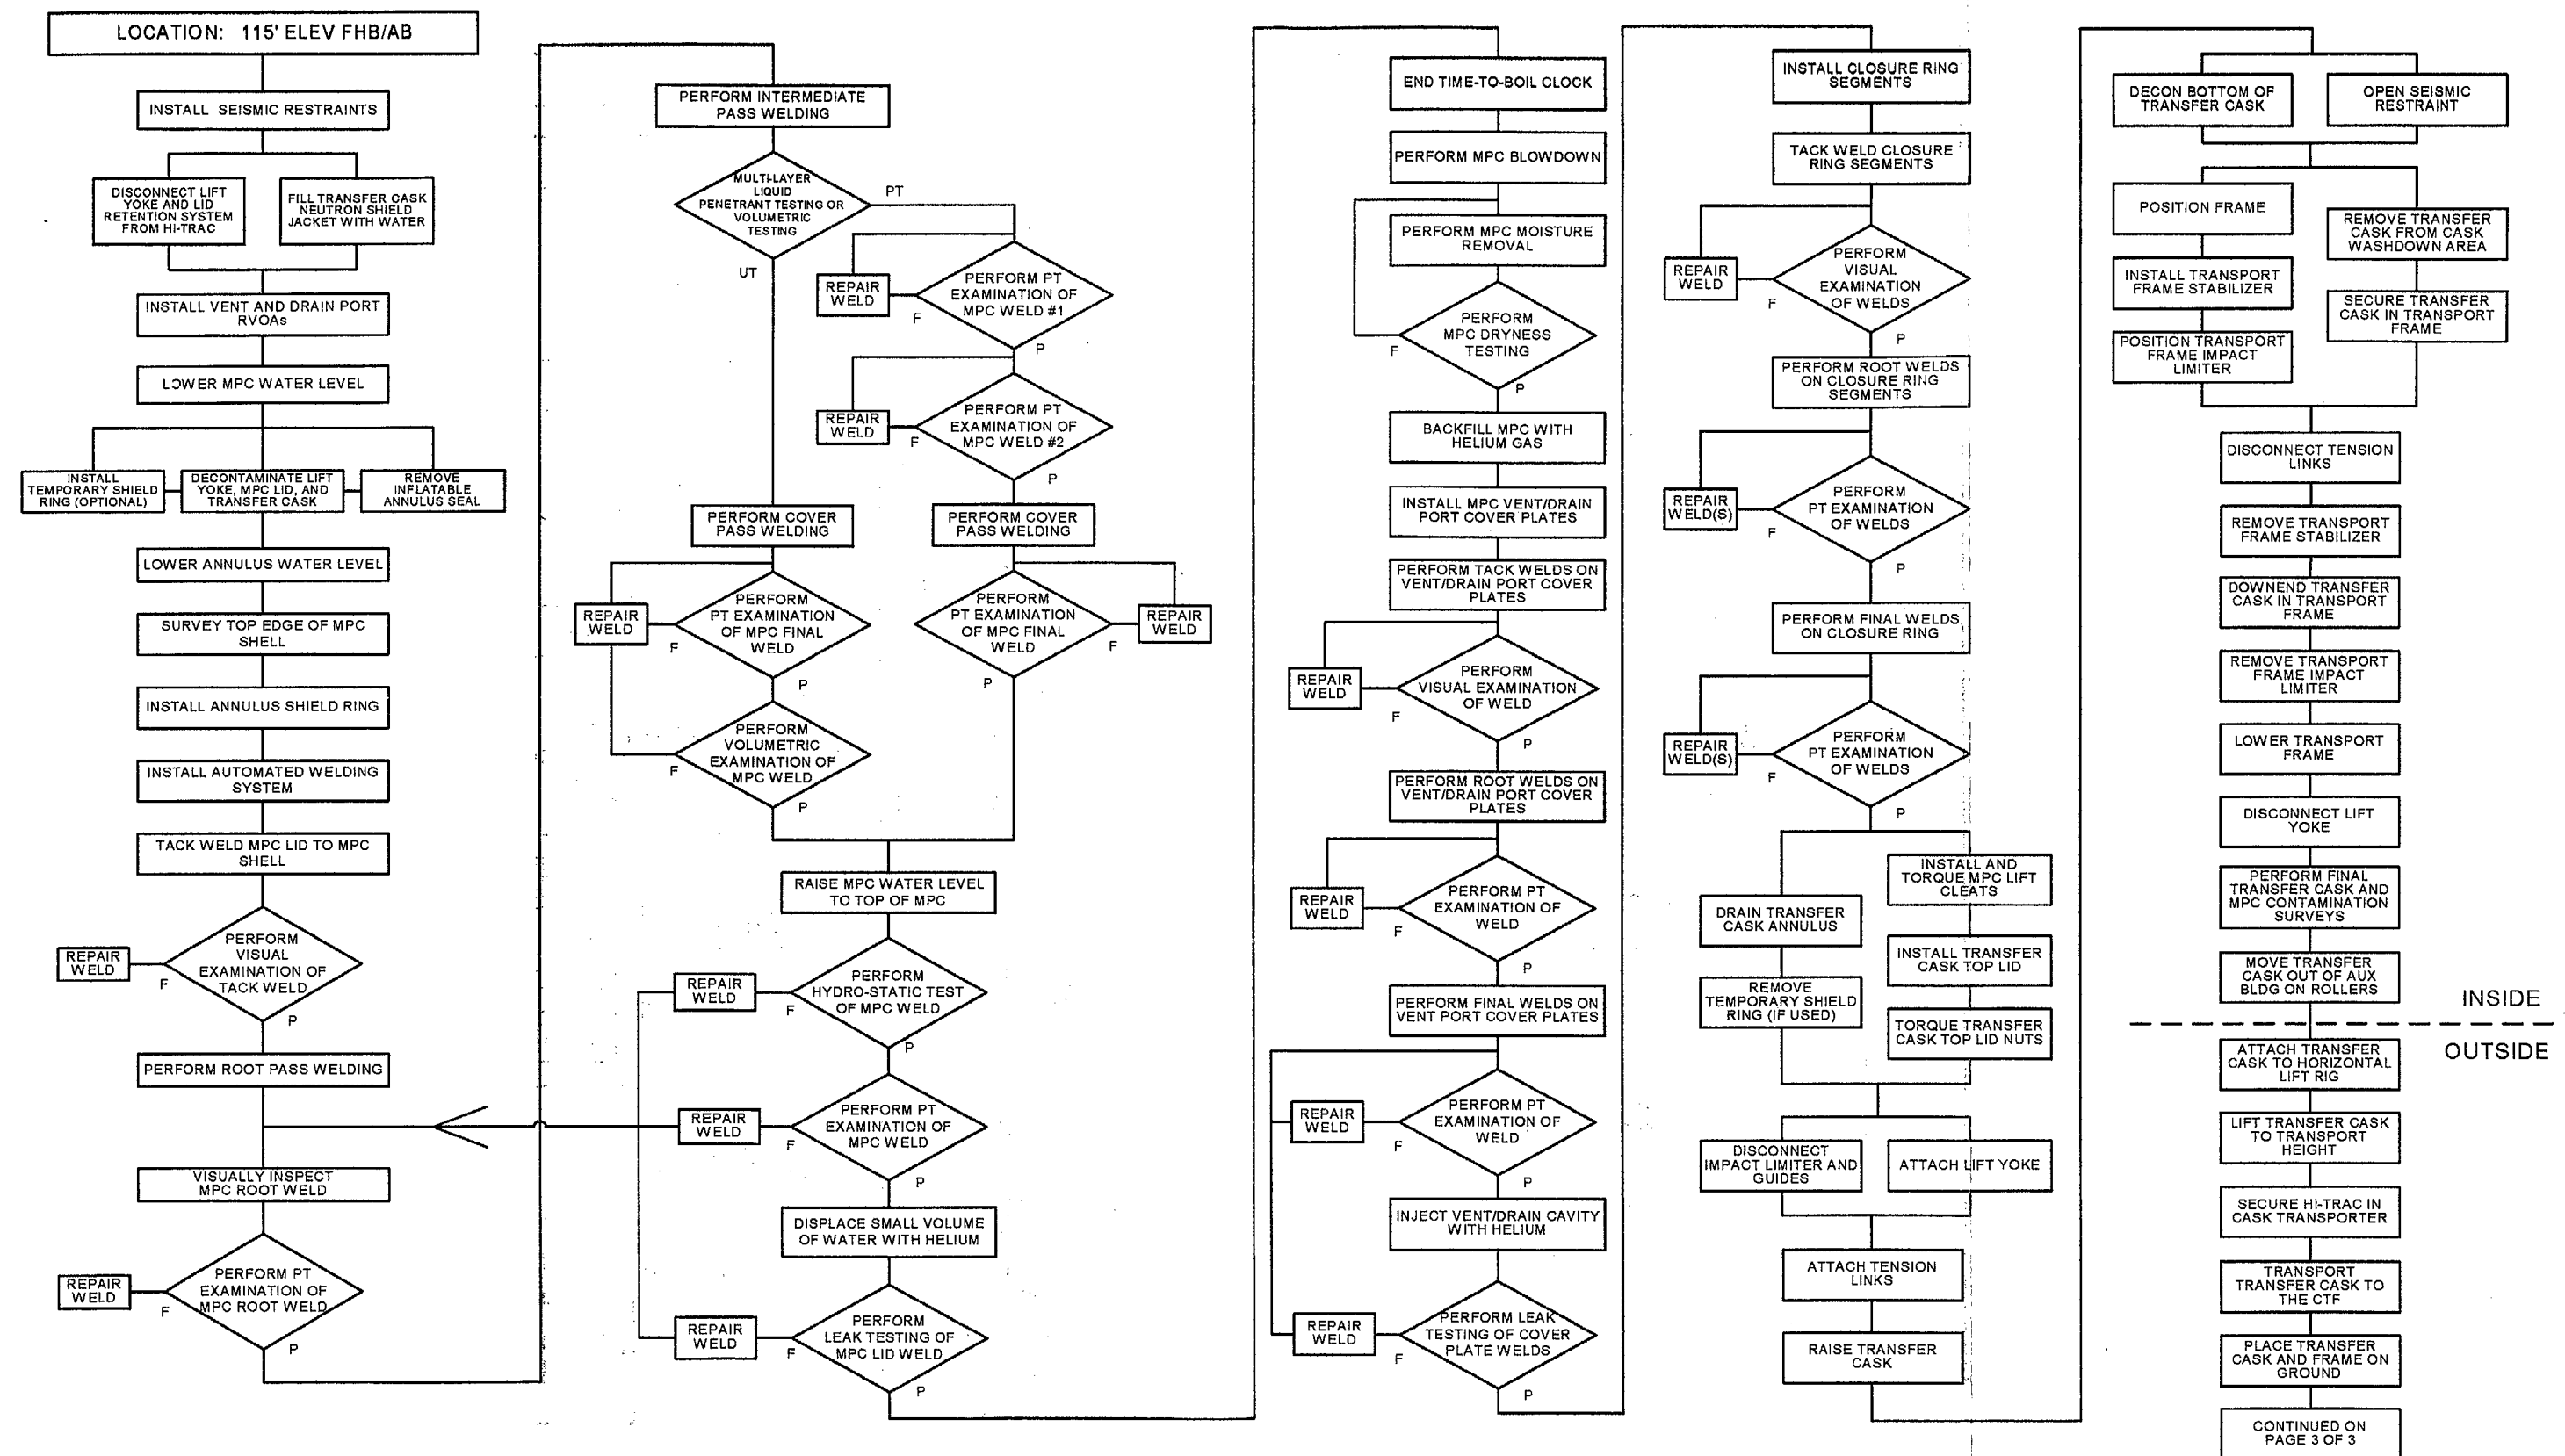 LOCATION: 115' ELEV FHB/AB
INSTALL SEISMIC RESTRAINTS
DISCONNECT LIFT
YOKE AND LID
RETENTION SYSTEM
FROM HI-TRAC
FILL TRANSFER CASK
NEUTRON SHIELD
JACKET WITH WATER
INSTALL VENT AND DRAIN PORT
RVOAs
LOWER MPC WATER LEVEL
INSTALL
TEMPORARY SHIELD
RING (OPTIONAL)
DECONTAMINATE LIFT
YOKE, MPC LID, AND
TRANSFER CASK
REMOVE
INFLATABLE
ANNULUS SEAL
LOWER ANNULUS WATER LEVEL
SURVEY TOP EDGE OF MPC
SHELL
INSTALL ANNULUS SHIELD RING
INSTALL AUTOMATED WELDING
SYSTEM
TACK WELD MPC LID TO MPC
SHELL
PERFORM
VISUAL
EXAMINATION OF
TACK WELD
REPAIR
WELD
F
P
PERFORM ROOT PASS WELDING
VISUALLY INSPECT
MPC ROOT WELD
PERFORM PT
EXAMINATION OF
MPC ROOT WELD
REPAIR
WELD
F
P
PERFORM INTERMEDIATE
PASS WELDING
MULTI-LAYER
LIQUID
PENETRANT TESTING OR
VOLUMETRIC
TESTING
PT
UT
PERFORM PT
EXAMINATION OF
MPC WELD #1
REPAIR
WELD
F
P
PERFORM PT
EXAMINATION OF
MPC WELD #2
REPAIR
WELD
F
P
PERFORM COVER
PASS WELDING
PERFORM COVER
PASS WELDING
REPAIR
WELD
PERFORM
PT EXAMINATION
OF MPC FINAL
WELD
F
P
PERFORM
PT EXAMINATION
OF MPC FINAL
WELD
REPAIR
WELD
F
P
PERFORM
VOLUMETRIC
EXAMINATION OF
MPC WELD
F
P
RAISE MPC WATER LEVEL
TO TOP OF MPC
REPAIR
WELD
PERFORM
HYDRO-STATIC TEST
OF MPC WELD
F
P
REPAIR
WELD
PERFORM PT
EXAMINATION OF
MPC WELD
F
P
DISPLACE SMALL VOLUME
OF WATER WITH HELIUM
REPAIR
WELD
PERFORM
LEAK TESTING OF
MPC LID WELD
F
P
END TIME-TO-BOIL CLOCK
PERFORM MPC BLOWDOWN
PERFORM MPC MOISTURE
REMOVAL
PERFORM
MPC DRYNESS
TESTING
F
P
BACKFILL MPC WITH
HELIUM GAS
INSTALL MPC VENT/DRAIN
PORT COVER PLATES
PERFORM TACK WELDS ON
VENT/DRAIN PORT COVER
PLATES
REPAIR
WELD
PERFORM
VISUAL EXAMINATION
OF WELD
F
P
PERFORM ROOT WELDS ON
VENT/DRAIN PORT COVER
PLATES
REPAIR
WELD
PERFORM PT
EXAMINATION OF
WELD
F
P
PERFORM FINAL WELDS ON
VENT PORT COVER PLATES
REPAIR
WELD
PERFORM PT
EXAMINATION OF
WELD
F
P
INJECT VENT/DRAIN CAVITY
WITH HELIUM
REPAIR
WELD
PERFORM LEAK
TESTING OF COVER
PLATE WELDS
F
P
INSTALL CLOSURE RING
SEGMENTS
TACK WELD CLOSURE
RING SEGMENTS
REPAIR
WELD
PERFORM
VISUAL
EXAMINATION
OF WELDS
F
P
PERFORM ROOT WELDS
ON CLOSURE RING
SEGMENTS
REPAIR
WELD(S)
PERFORM
PT EXAMINATION
OF WELDS
F
P
PERFORM FINAL WELDS
ON CLOSURE RING
REPAIR
WELD(S)
PERFORM
PT EXAMINATION
OF WELDS
F
P
DRAIN TRANSFER
CASK ANNULUS
REMOVE
TEMPORARY SHIELD
RING (IF USED)
INSTALL AND
TORQUE MPC LIFT
CLEATS
INSTALL TRANSFER
CASK TOP LID
TORQUE TRANSFER
CASK TOP LID NUTS
DISCONNECT
IMPACT LIMITER AND
GUIDES
ATTACH LIFT YOKE
ATTACH TENSION
LINKS
RAISE TRANSFER
CASK
DECON BOTTOM OF
TRANSFER CASK
OPEN SEISMIC
RESTRAINT
POSITION FRAME
INSTALL TRANSPORT
FRAME STABILIZER
POSITION TRANSPORT
FRAME IMPACT
LIMITER
REMOVE TRANSFER
CASK FROM CASK
WASHDOWN AREA
SECURE TRANSFER
CASK IN TRANSPORT
FRAME
DISCONNECT TENSION
LINKS
REMOVE TRANSPORT
FRAME STABILIZER
DOWNEND TRANSFER
CASK IN TRANSPORT
FRAME
REMOVE TRANSPORT
FRAME IMPACT
LIMITER
LOWER TRANSPORT
FRAME
DISCONNECT LIFT
YOKE
PERFORM FINAL
TRANSFER CASK AND
MPC CONTAMINATION
SURVEYS
MOVE TRANSFER
CASK OUT OF AUX
BLDG ON ROLLERS
INSIDE
OUTSIDE
ATTACH TRANSFER
CASK TO HORIZONTAL
LIFT RIG
LIFT TRANSFER CASK
TO TRANSPORT
HEIGHT
SECURE HI-TRAC IN
CASK TRANSPORTER
TRANSPORT
TRANSFER CASK TO
THE CTF
PLACE TRANSFER
CASK AND FRAME ON
GROUND
CONTINUED ON
PAGE 3 OF 3